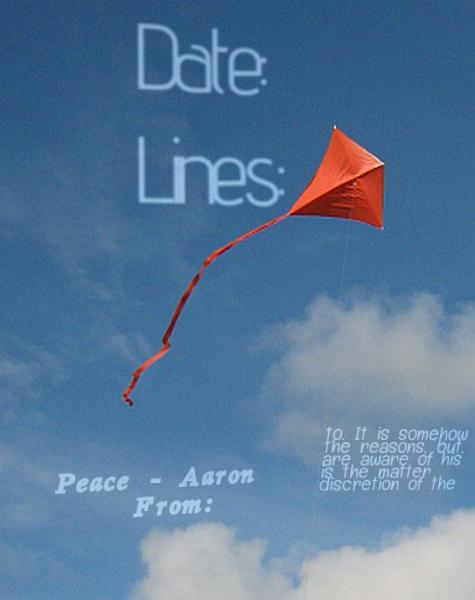 Date:
Lines:
to. It is somehow
the reasons, but
are aware of his
is the matter
discretion of the
Peace - Aaron
From: